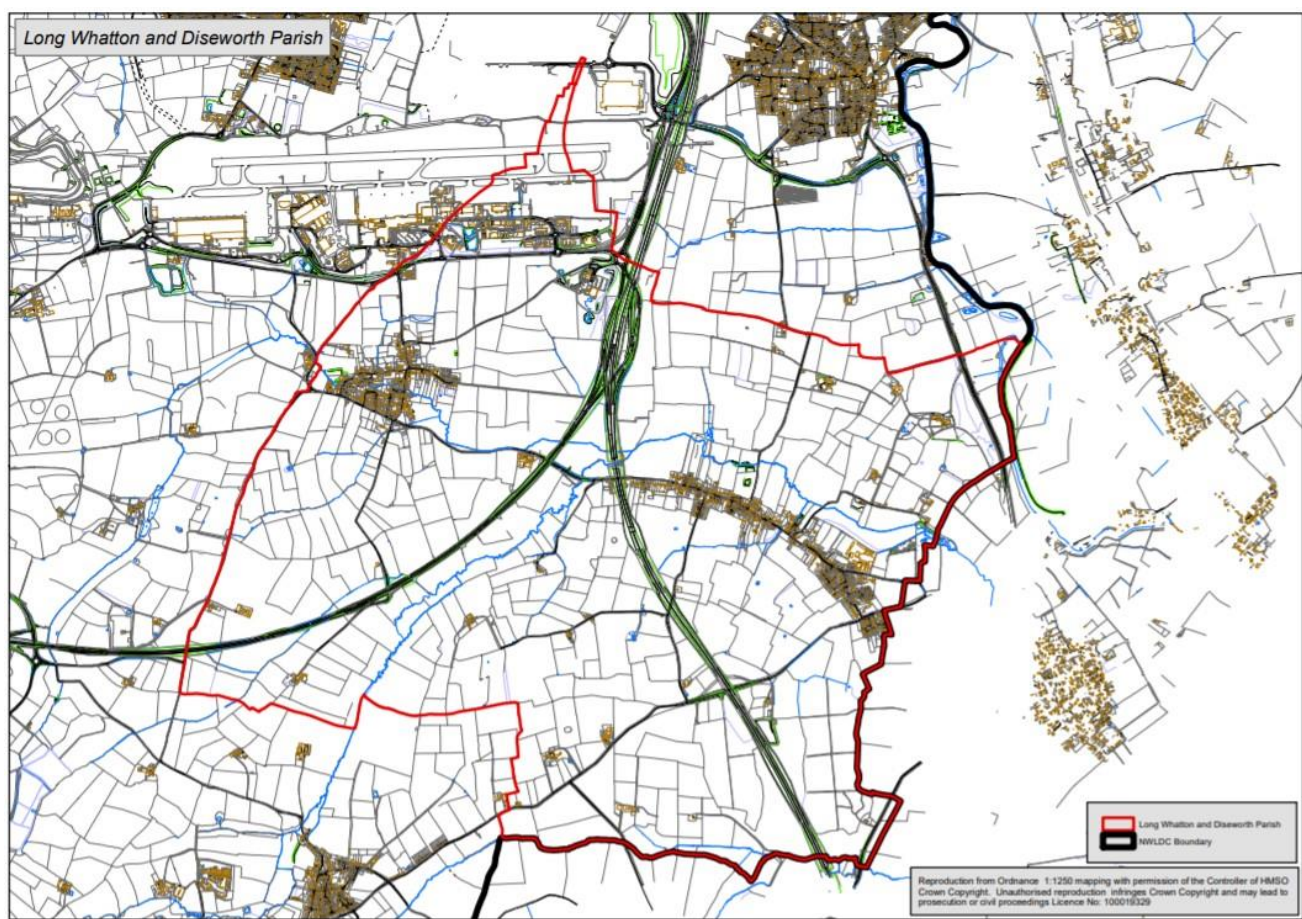 Long Whatton and Diseworth Parish
Long Whatton and Diseworth Parish
NWLDC Boundary
Reproduction from Ordnance 1:1250 mapping with permission of the Controller of HMSO
Crown Copyright. Unauthorised reproduction infringes Crown Copyright and may lead to
prosecution or civil proceedings Licence No: 100019329